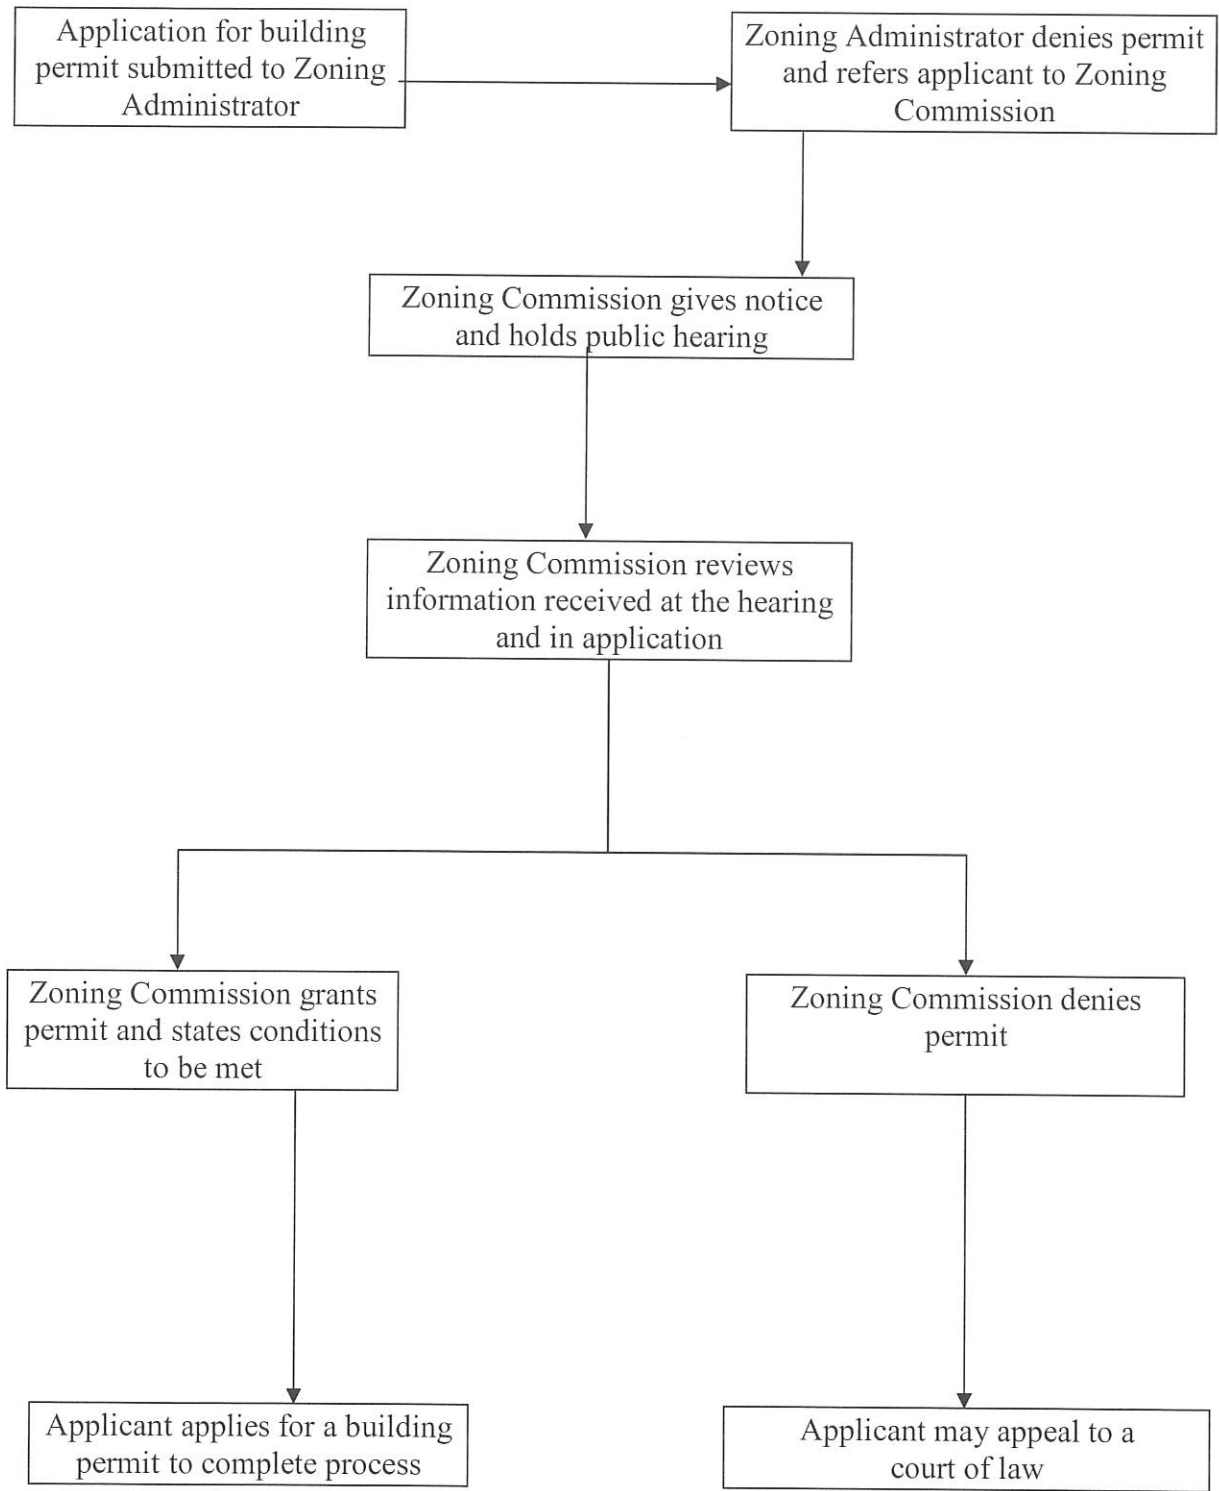 Application for building
permit submitted to Zoning
Administrator
Zoning Administrator denies permit
and refers applicant to Zoning
Commission
Zoning Commission gives notice
and holds public hearing
Zoning Commission reviews
information received at the hearing
and in application
Zoning Commission grants
permit and states conditions
to be met
Zoning Commission denies
permit
Applicant applies for a building
permit to complete process
Applicant may appeal to a
court of law